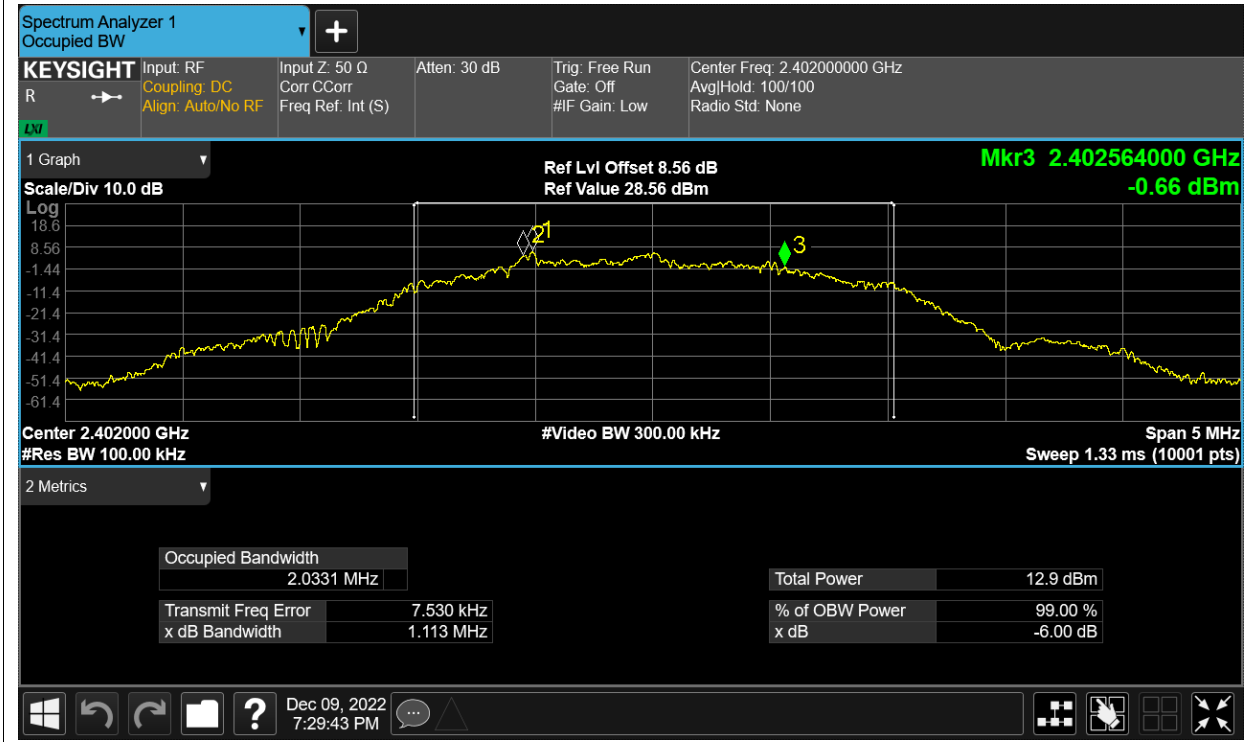 Spectrum Analyzer 1
Occupied BW
+
KEYSIGHT Input: RF Input Z: 50 Ω Atten: 30 dB Trig: Free Run Center Freq: 2.402000000 GHz
R Coupling: DC Corr CCorr Gate: Off Avg|Hold: 100/100
Align: Auto/No RF Freq Ref: Int (S) #IF Gain: Low Radio Std: None
LXI
1 Graph Ref Lvl Offset 8.56 dB Mkr3 2.402564000 GHz
Scale/Div 10.0 dB Ref Value 28.56 dBm -0.66 dBm
Log
18.6
8.56
-1.44
-11.4
-21.4
-31.4
-41.4
-51.4
-61.4
2 1
3
Center 2.402000 GHz #Video BW 300.00 kHz Span 5 MHz
#Res BW 100.00 kHz Sweep 1.33 ms (10001 pts)
2 Metrics
Occupied Bandwidth
2.0331 MHz Total Power 12.9 dBm
Transmit Freq Error 7.530 kHz % of OBW Power 99.00 %
x dB Bandwidth 1.113 MHz x dB -6.00 dB
? Dec 09, 2022
7:29:43 PM